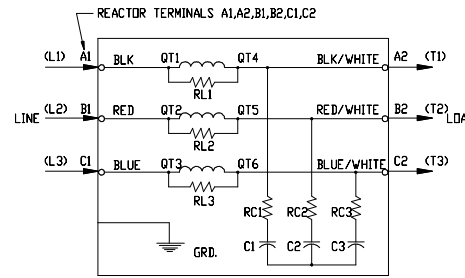 REACTOR TERMINALS A1,A2,B1,B2,C1,C2
(L1) A1 BLK QT1 QT4 BLK/WHITE A2 (T1)
RL1
(L2) B1 RED QT2 QT5 RED/WHITE B2 (T2)
LINE LOA
RL2
(L3) C1 BLUE QT3 QT6 BLUE/WHITE C2 (T3)
RL3
RC1 RC2 RC3
GRD. C1 C2 C3